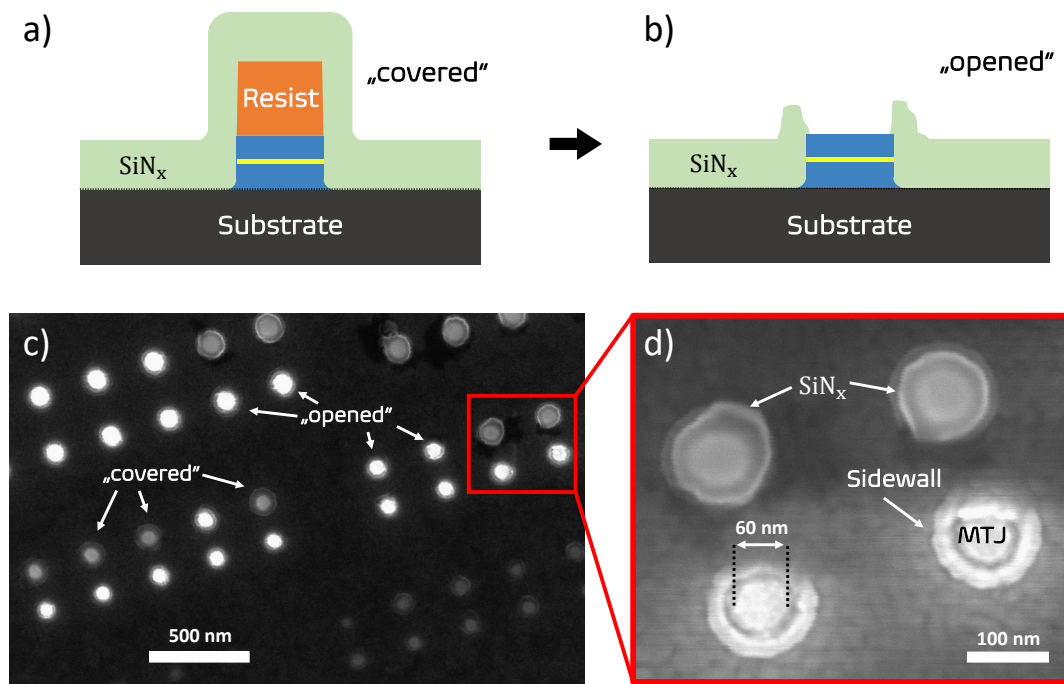 a)
„covered"
Resist
SiNx
Substrate
b)
„opened"
SiNx
Substrate
c)
„opened"
„covered"
500 nm
d)
SiNx
Sidewall
MTJ
60 nm
100 nm